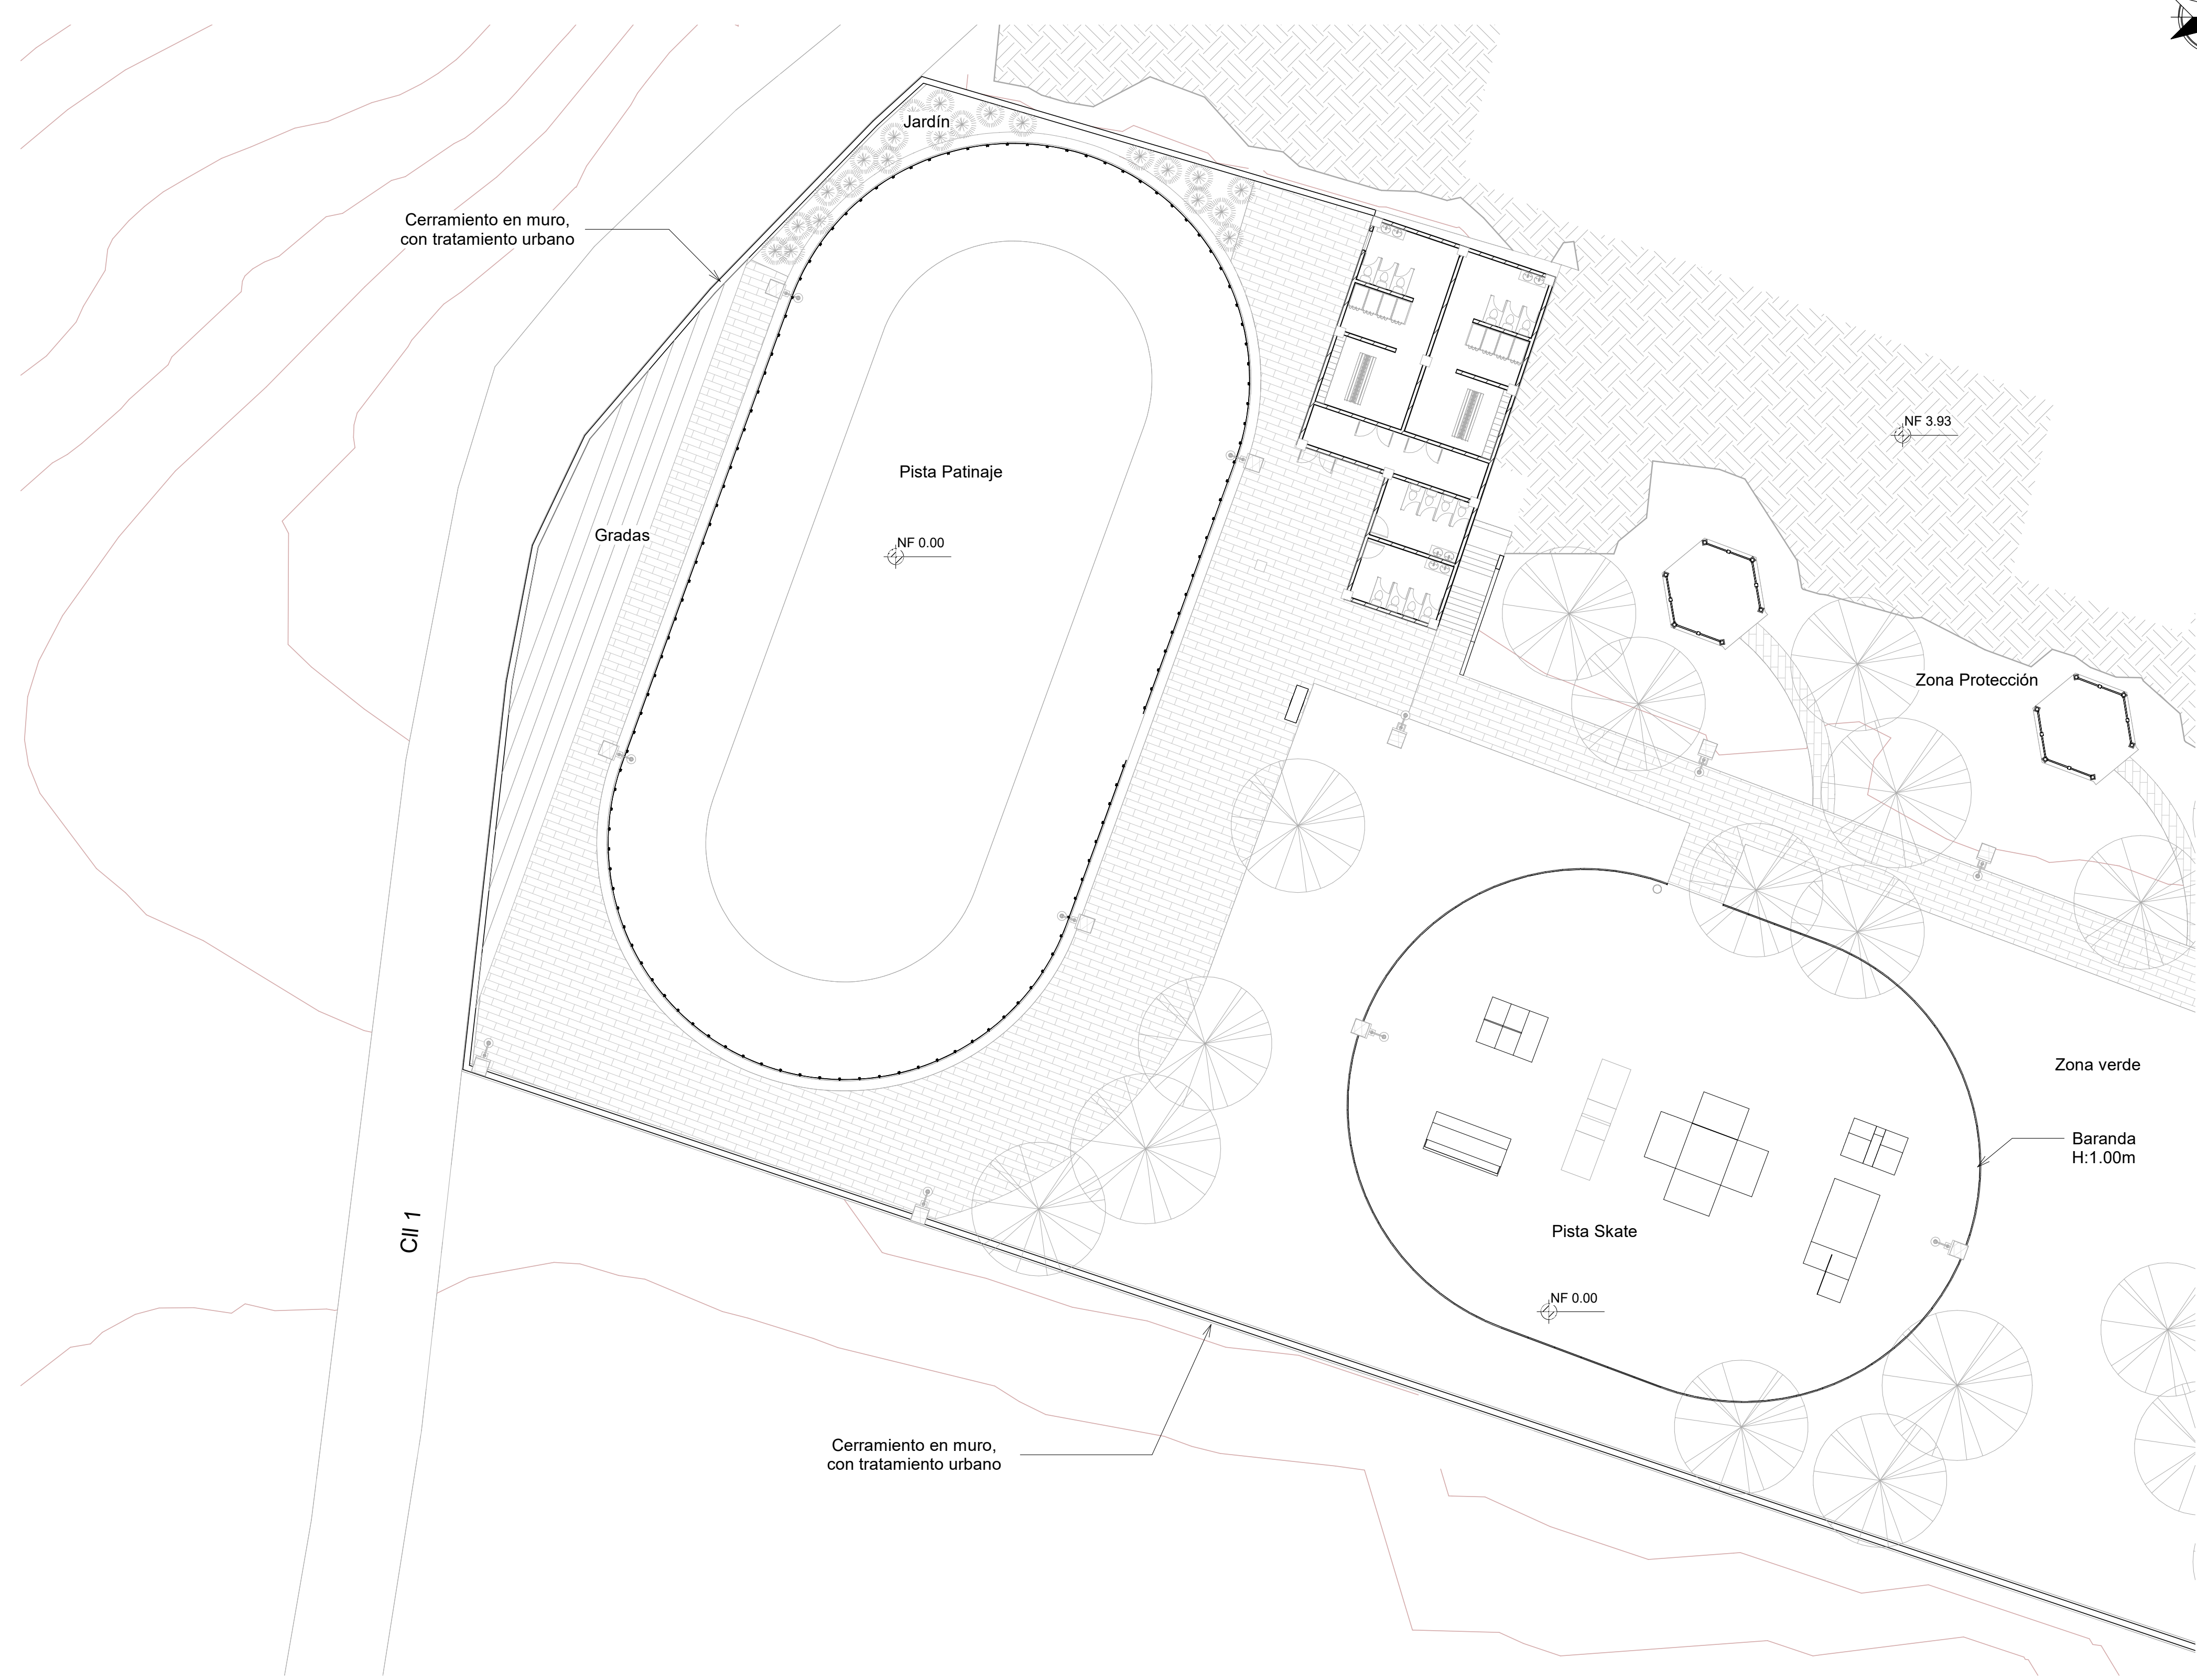 Jardín
Cerramiento en muro,
con tratamiento urbano
NF 3.93
Pista Patinaje
Gradas
NF 0.00
Zona Protección
Zona verde
Baranda
H:1.00m
Cll 1
Pista Skate
NF 0.00
Cerramiento en muro,
con tratamiento urbano